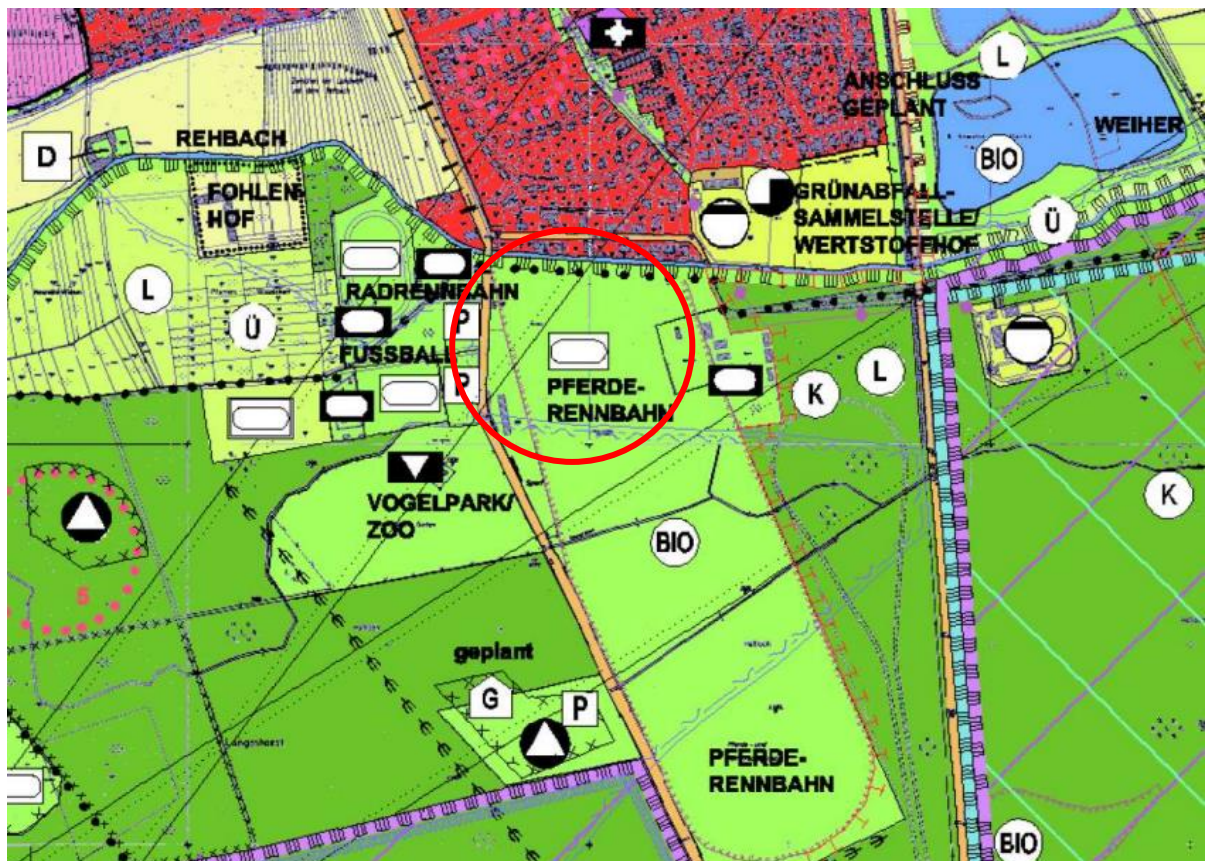 L
ANSCHLUSS
GEPLANT
WEIHER
REHBACH
D
BIO
FOHLEN-
HOF
GRÜNABFALL-
SAMMELSTELLE/
WERTSTOFFHOF
Ü
L
RADRENNBAHN
Ü
P
FUSSBALL
P
PFERDE-
RENNBAHN
L
K
K
VOGELPARK/
ZOO
BIO
5
geplant
G
P
PFERDE-
RENNBAHN
BIO